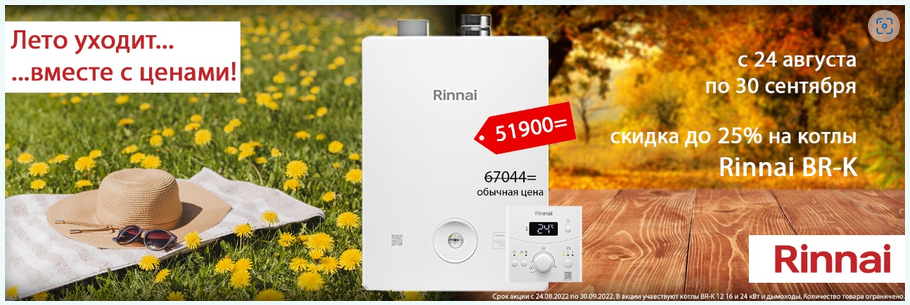 Лето уходит...
...вместе с ценами!
Rinnai
51900=
67044=
обычная цена
Rinnai
24°
с 24 августа
по 30 сентября
скидка до 25% на котлы
Rinnai BR-K
Rinnai
Срок акции с 24.08.2022 по 30.09.2022. В акции учавствуют котлы BR-K 12 16 и 24 кВт и дымоходы. Количество товара ограничено.